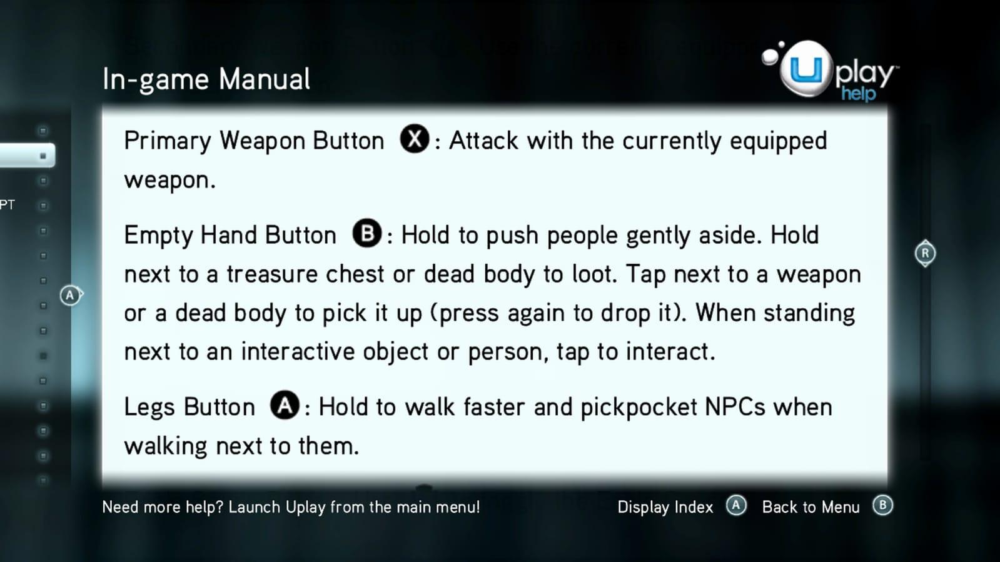 In-game Manual
Uplay help
Primary Weapon Button X : Attack with the currently equipped
weapon.
Empty Hand Button B : Hold to push people gently aside. Hold
next to a treasure chest or dead body to loot. Tap next to a weapon
or a dead body to pick it up (press again to drop it). When standing
next to an interactive object or person, tap to interact.
Legs Button A : Hold to walk faster and pickpocket NPCs when
walking next to them.
PT
A
R
Need more help? Launch Uplay from the main menu!
Display Index A Back to Menu B